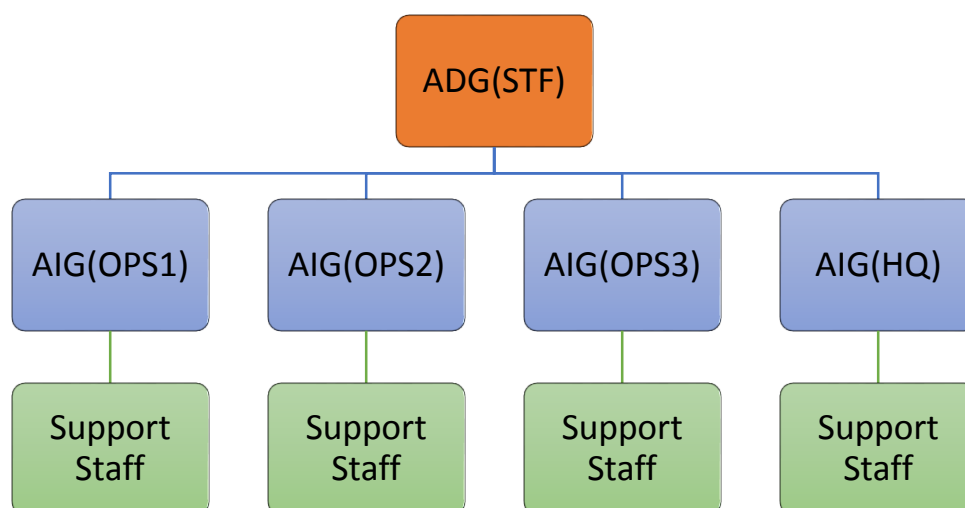 ADG(STF)
AIG(OPS1)
AIG(OPS2)
AIG(OPS3)
AIG(HQ)
Support
Staff
Support
Staff
Support
Staff
Support
Staff